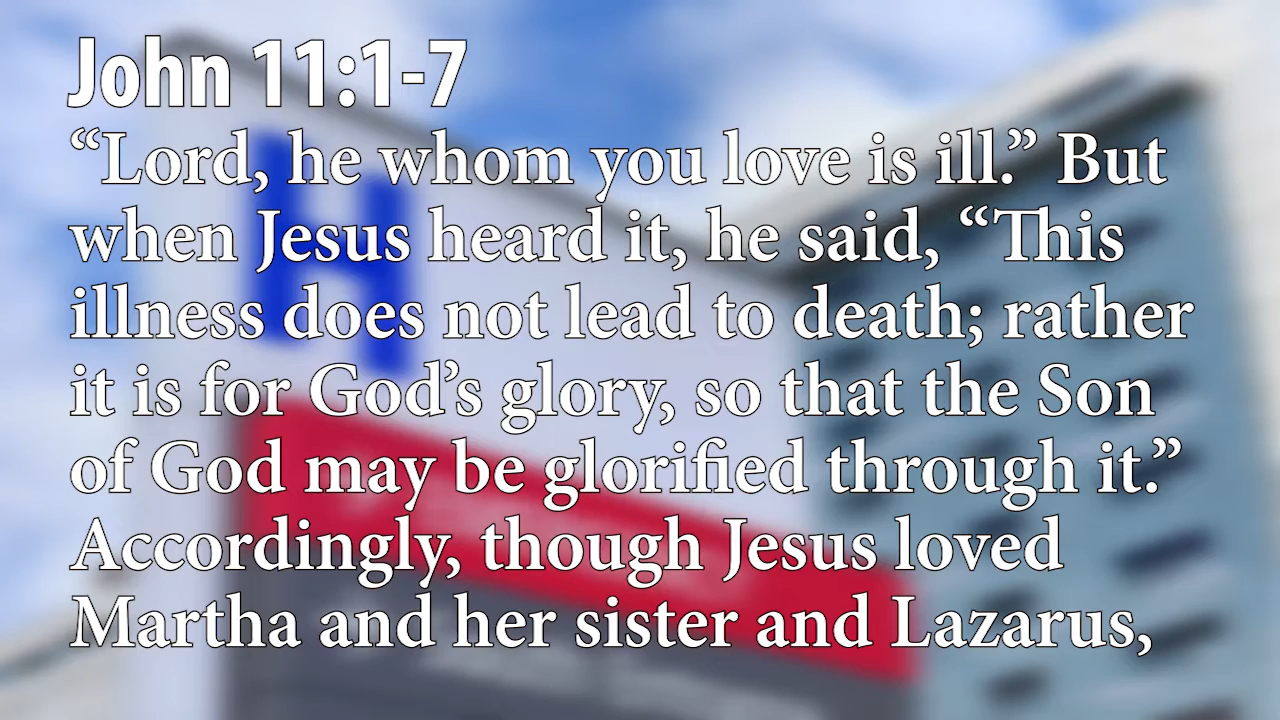 John 11:1-7
“Lord, he whom you love is ill.” But
when Jesus heard it, he said, “This
illness does not lead to death; rather
it is for God’s glory, so that the Son
of God may be glorified through it.”
Accordingly, though Jesus loved
Martha and her sister and Lazarus,
H